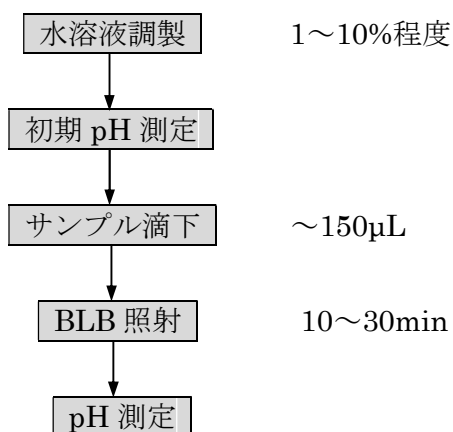 水溶液調製 1～10%程度
初期 pH 測定
サンプル滴下 ～150µL
BLB 照射 10～30min
pH 測定